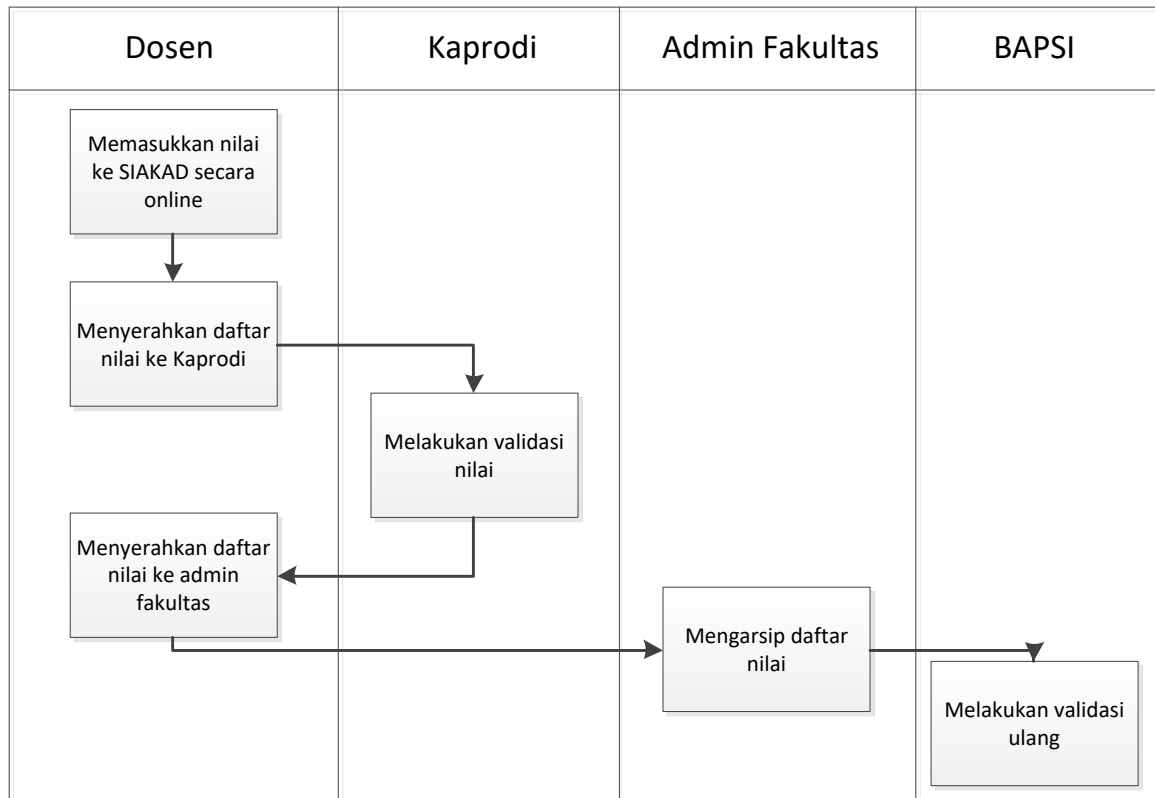 Dosen
Kaprodi
Admin Fakultas
BAPSI
Memasukkan nilai
ke SIAKAD secara
online
Menyerahkan daftar
nilai ke Kaprodi
Melakukan validasi
nilai
Menyerahkan daftar
nilai ke admin
fakultas
Mengarsip daftar
nilai
Melakukan validasi
ulang